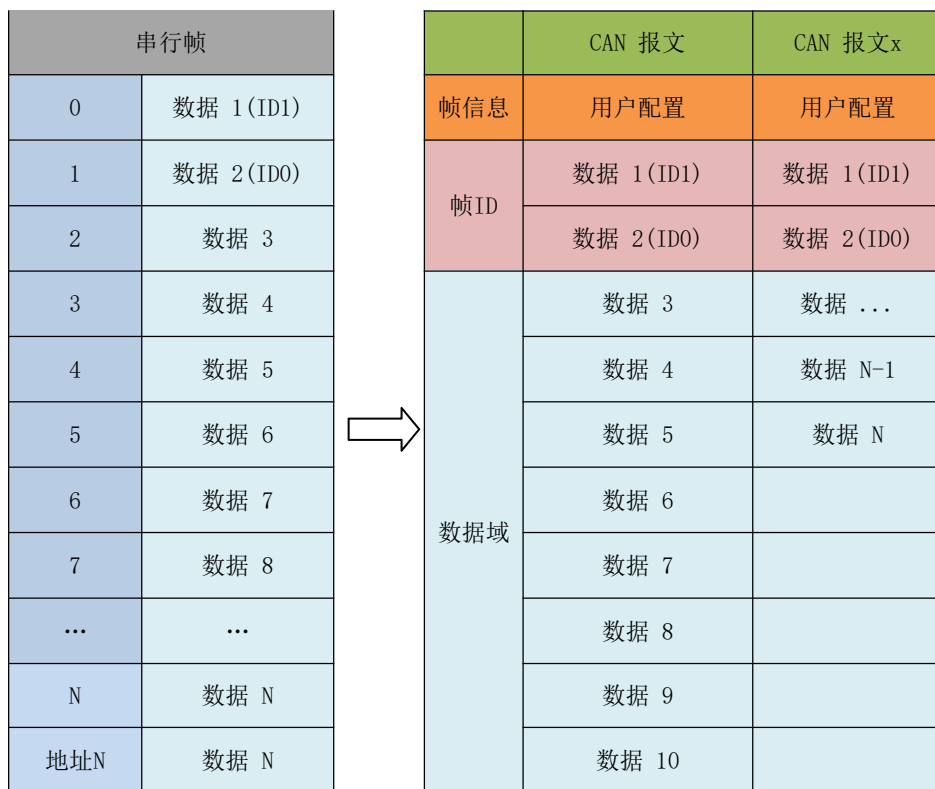 串行帧
0 数据 1(ID1)
1 数据 2(ID0)
2 数据 3
3 数据 4
4 数据 5
5 数据 6
6 数据 7
7 数据 8
… …
N 数据 N
地址N 数据 N
CAN 报文 CAN 报文x
帧信息 用户配置 用户配置
帧ID 数据 1(ID1) 数据 1(ID1)
数据 2(ID0) 数据 2(ID0)
数据域 数据 3 数据 ...
数据 4 数据 N-1
数据 5 数据 N
数据 6
数据 7
数据 8
数据 9
数据 10